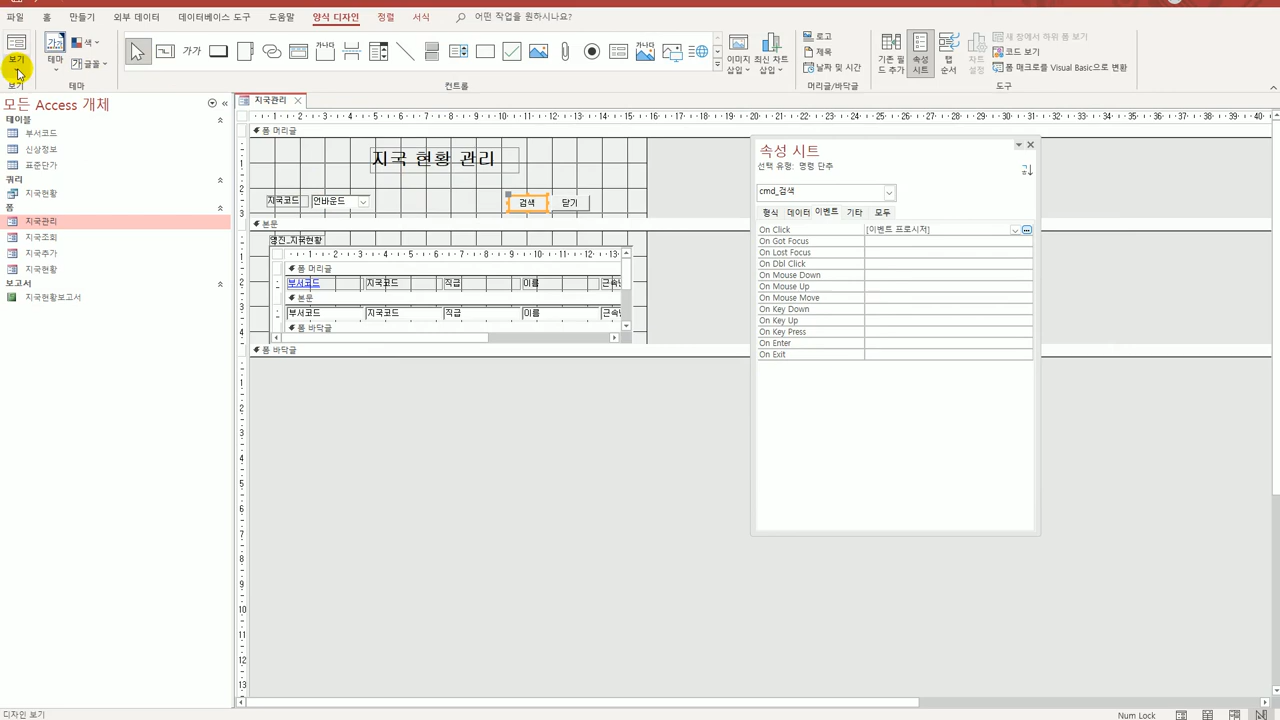 파일 홈 만들기 외부 데이터 데이터베이스 도구 도움말 양식 디자인 정렬 서식 어떤 작업을 원하시나요?
보기 테마 색 글꼴 가가 가나다 가나다 이미지 삽입 차트 삽입 로고 제목 날짜 및 시간 기존 필드 추가 속성 시트 탭 순서 차트 설정 새 창에서 하위 폼 보기 코드 보기 폼 매크로를 Visual Basic으로 변환
보기 테마 컨트롤 머리글/바닥글 도구
모든 Access 개체
테이블
부서코드
신상정보
표준단가
쿼리
지국현황
폼
지국관리
지국조회
지국추가
지국현황
보고서
지국현황보고서
지국관리
폼 머리글
지국 현황 관리
지국코드 언바운드 검색 닫기
본문
명진_지국현황
폼 머리글
부서코드 지국코드 직급 이름
본문
부서코드 지국코드 직급 이름
폼 바닥글
폼 바닥글
속성 시트
선택 유형: 명령 단추
cmd_검색
형식 데이터 이벤트 기타 모두
On Click [이벤트 프로시저]
On Got Focus
On Lost Focus
On Dbl Click
On Mouse Down
On Mouse Up
On Mouse Move
On Key Down
On Key Up
On Key Press
On Enter
On Exit
디자인 보기
Num Lock